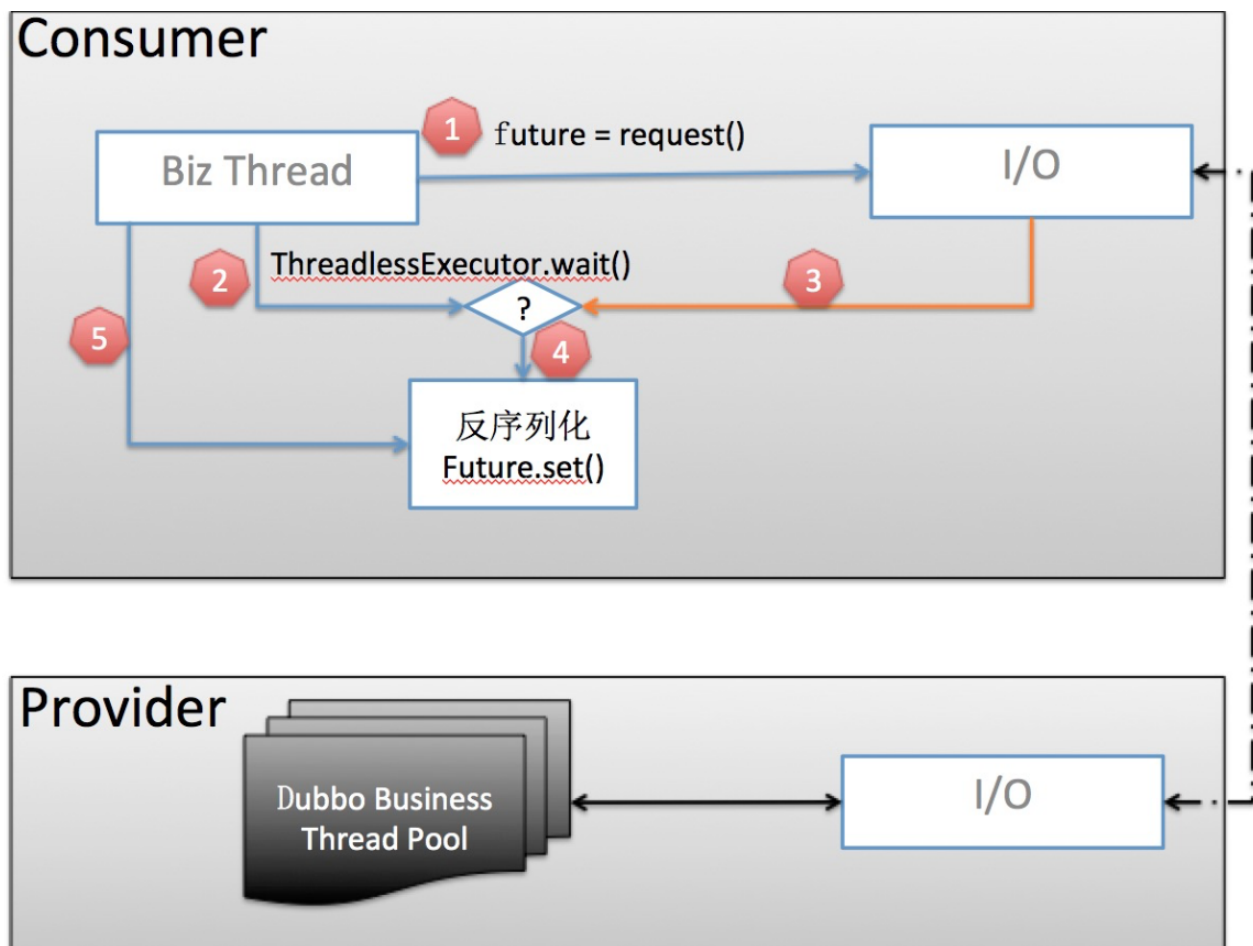 Consumer
1
future = request()
Biz Thread
I/O
2
ThreadlessExecutor.wait()
3
?
5
4
反序列化
Future.set()
Provider
Dubbo Business
Thread Pool
I/O